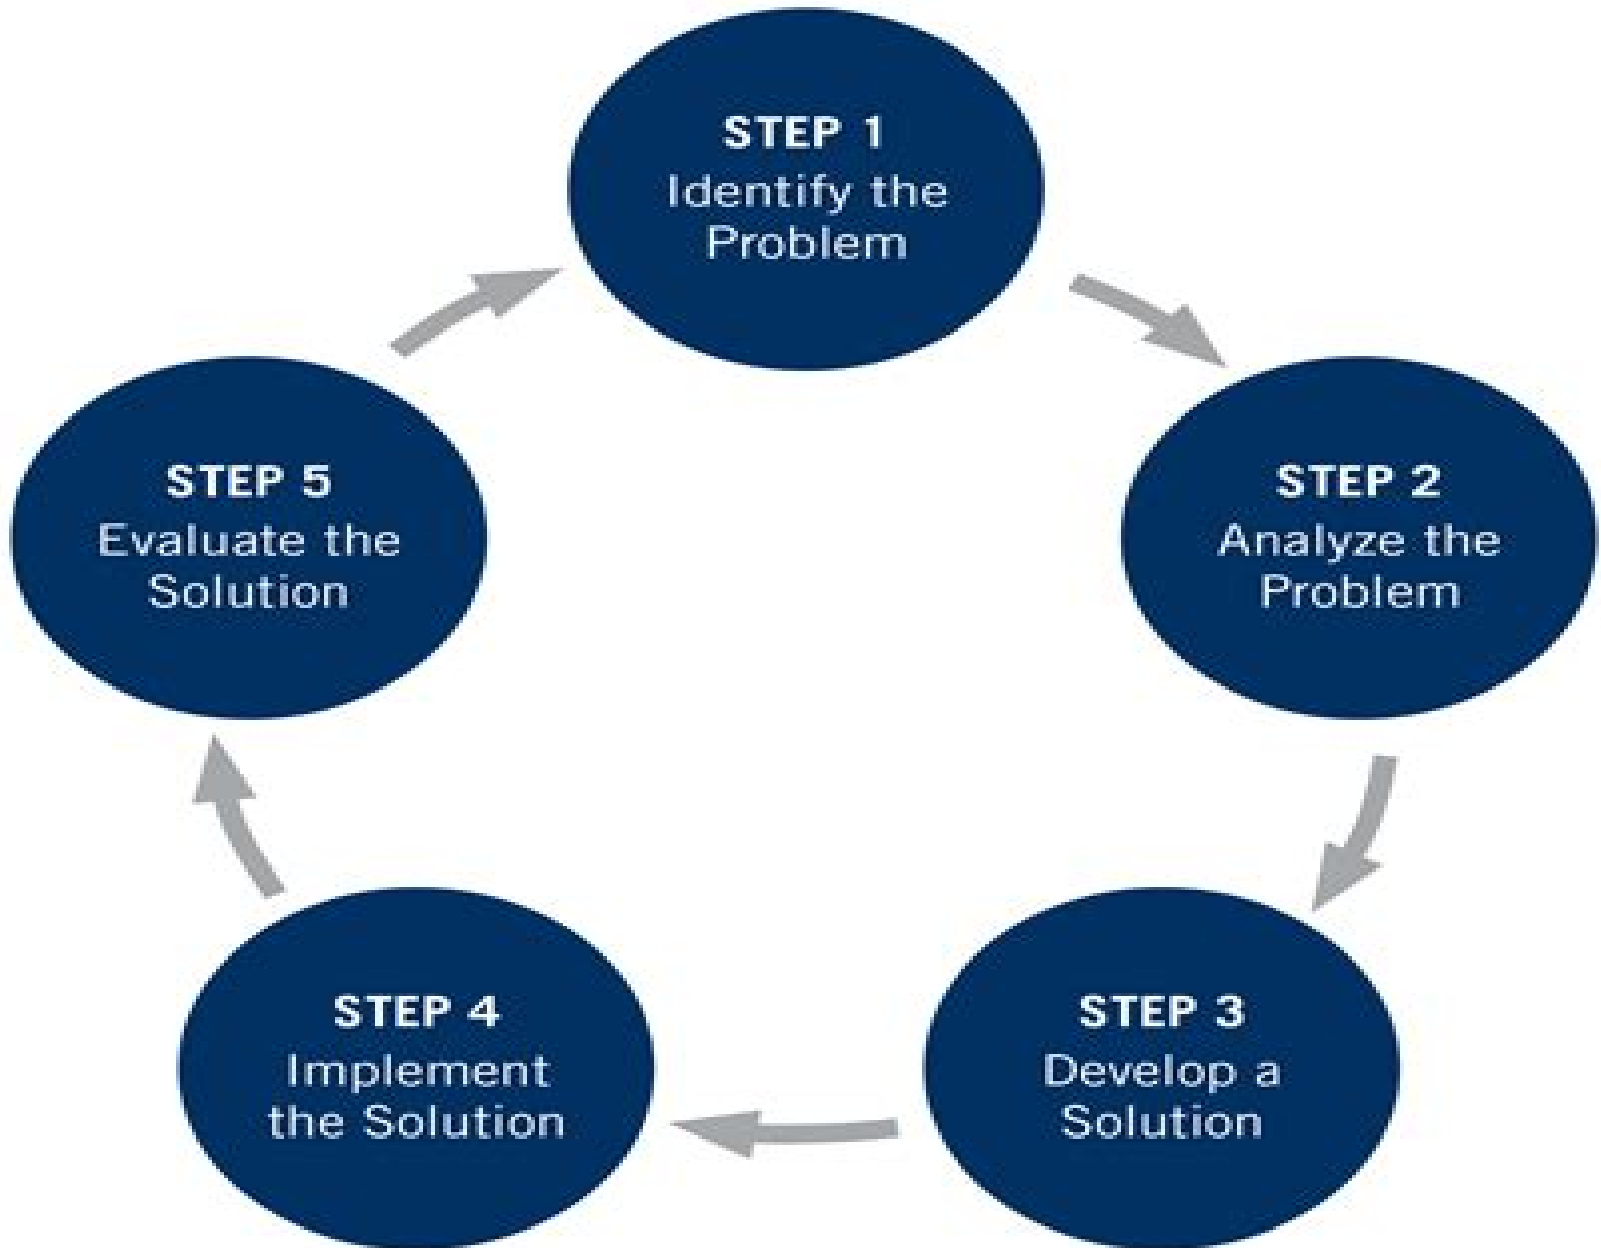 STEP 1
Identify the
Problem
STEP 2
Analyze the
Problem
STEP 3
Develop a
Solution
STEP 4
Implement
the Solution
STEP 5
Evaluate the
Solution